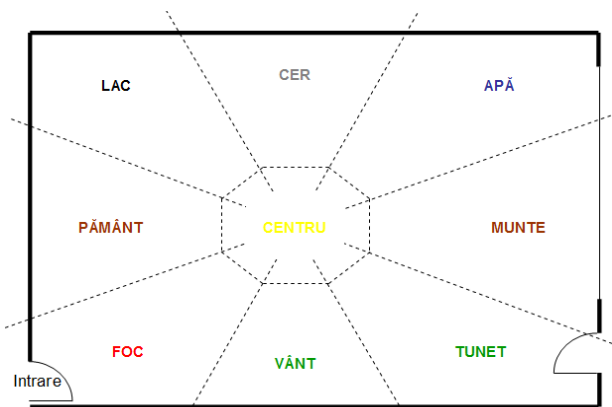 LAC
CER
APĂ
PĂMÂNT
CENTRU
MUNTE
FOC
VÂNT
TUNET
Intrare